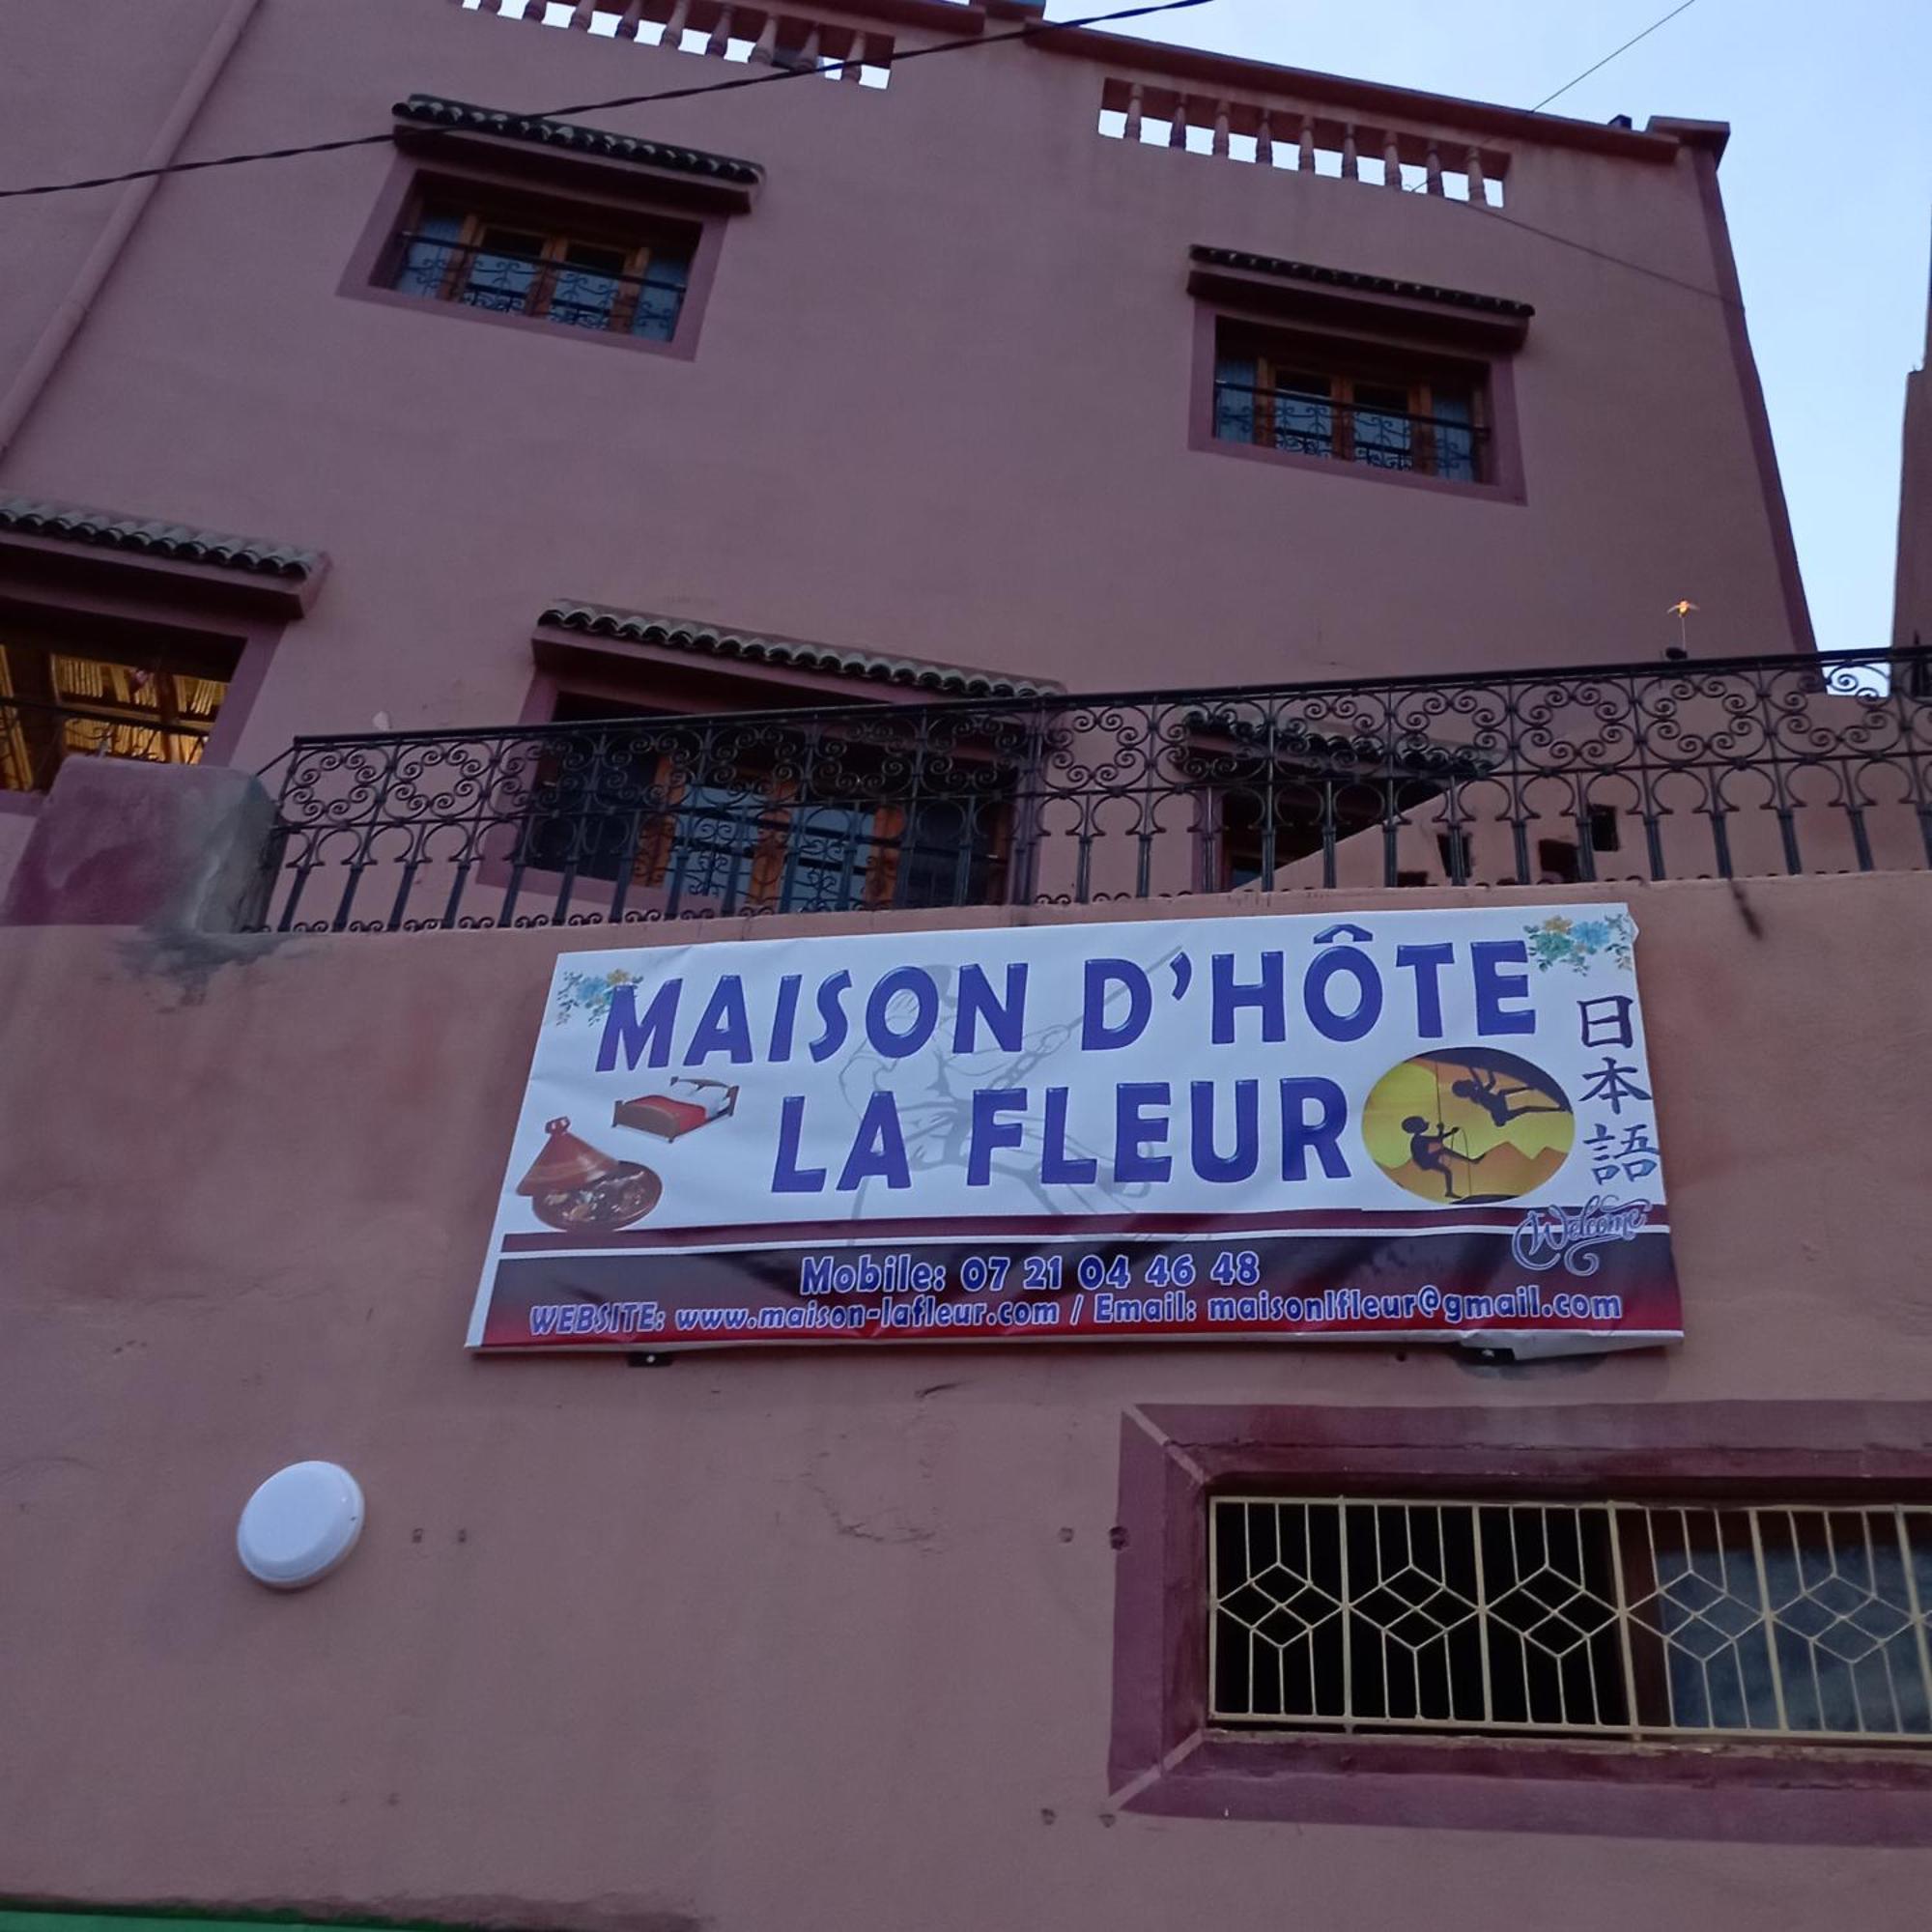 MAISON D'HÔTE
LA FLEUR
日本語
Welcome
Mobile: 07 21 04 46 48
WEBSITE: www.maison-lafleur.com / Email: maisonlfleur@gmail.com